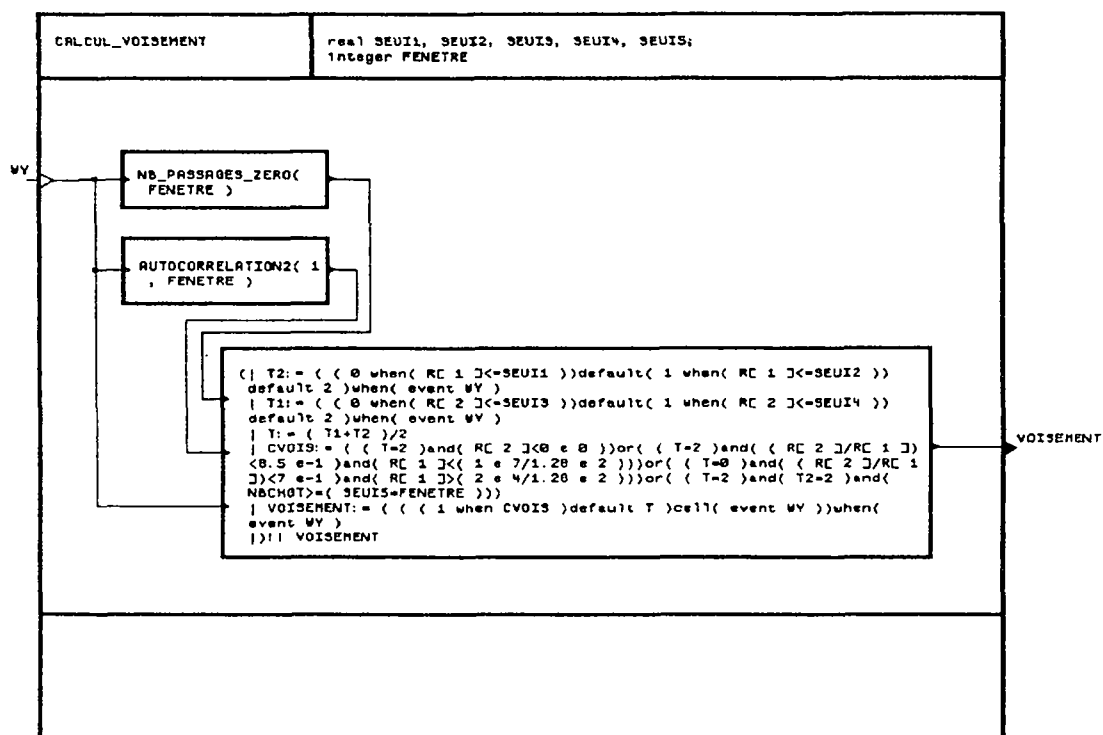 CALCUL_VOISEMENT
real SEUI1, SEUI2, SEUI3, SEUI4, SEUI5;
integer FENETRE
WY
NB_PASSAGES_ZERO(
FENETRE )
AUTOCORRELATION2( 1
, FENETRE )
(| T2:= ( ( 0 when( R[ 1 ]<=SEUI1 ))default( 1 when( R[ 1 ]<=SEUI2 ))
default 2 )when( event WY )
| T1:= ( ( 0 when( R[ 2 ]<=SEUI3 ))default( 1 when( R[ 2 ]<=SEUI4 ))
default 2 )when( event WY )
| T:= ( T1+T2 )/2
| CVOIS:= ( ( T=2 )and( R[ 2 ]<0 e 0 ))or( ( T=2 )and( ( R[ 2 ]/R[ 1 ])
<8.5 e-1 )and( R[ 1 ]<( 1 e 7/1.28 e 2 )))or( ( T=0 )and( ( R[ 2 ]/R[ 1
])<7 e-1 )and( R[ 1 ]>( 2 e 4/1.28 e 2 )))or( ( T=2 )and( T2=2 )and(
NBCHGT>=( SEUI5*FENETRE )))
| VOISEMENT:= ( ( ( 1 when CVOIS )default T )cell( event WY ))when(
event WY )
|)!! VOISEMENT
VOISEMENT